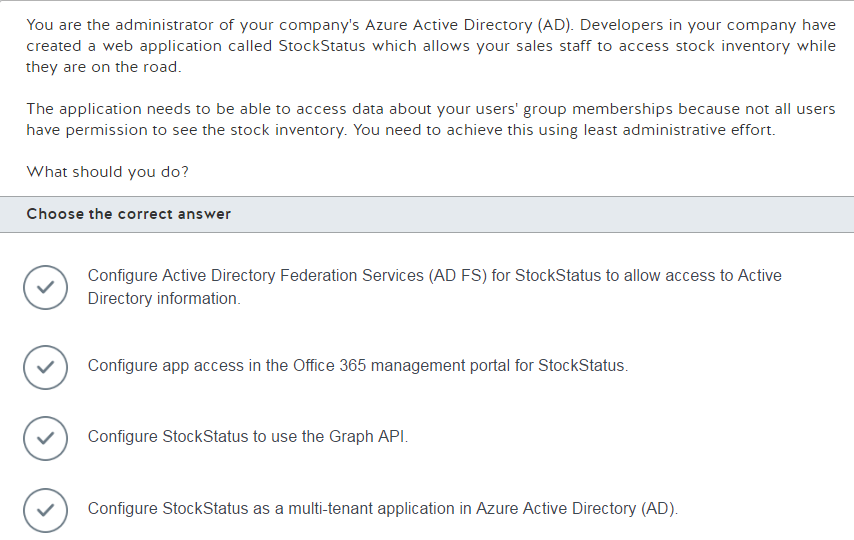 You are the administrator of your company's Azure Active Directory (AD). Developers in your company have
created a web application called StockStatus which allows your sales staff to access stock inventory while
they are on the road.
The application needs to be able to access data about your users' group memberships because not all users
have permission to see the stock inventory. You need to achieve this using least administrative effort.
What should you do?
Choose the correct answer
Configure Active Directory Federation Services (AD FS) for StockStatus to allow access to Active
Directory information.
Configure app access in the Office 365 management portal for StockStatus.
Configure StockStatus to use the Graph API.
Configure StockStatus as a multi-tenant application in Azure Active Directory (AD).